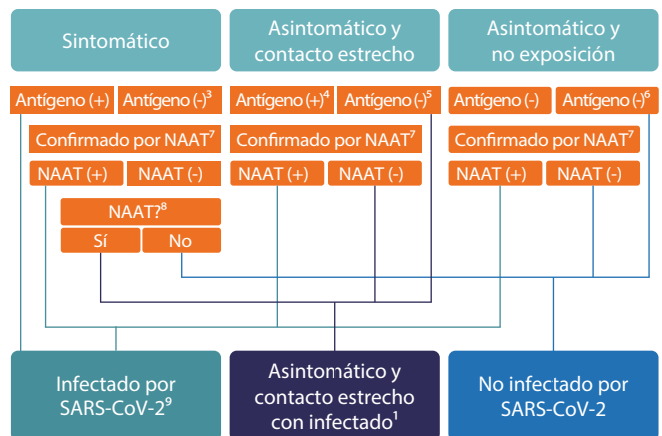 Sintomático
Asintomático y
contacto estrecho
Asintomático y
no exposición
Antígeno (+) Antígeno (-)³ Antígeno (+)⁴ Antígeno (-)⁵ Antígeno (-) Antígeno (-)⁶
Confirmado por NAAT⁷ Confirmado por NAAT⁷ Confirmado por NAAT⁷
NAAT (+) NAAT (-) NAAT (+) NAAT (-) NAAT (+) NAAT (-)
NAAT?⁸
Sí No
Infectado por
SARS-CoV-2⁹
Asintomático y
contacto estrecho
con infectado¹
No infectado por
SARS-CoV-2